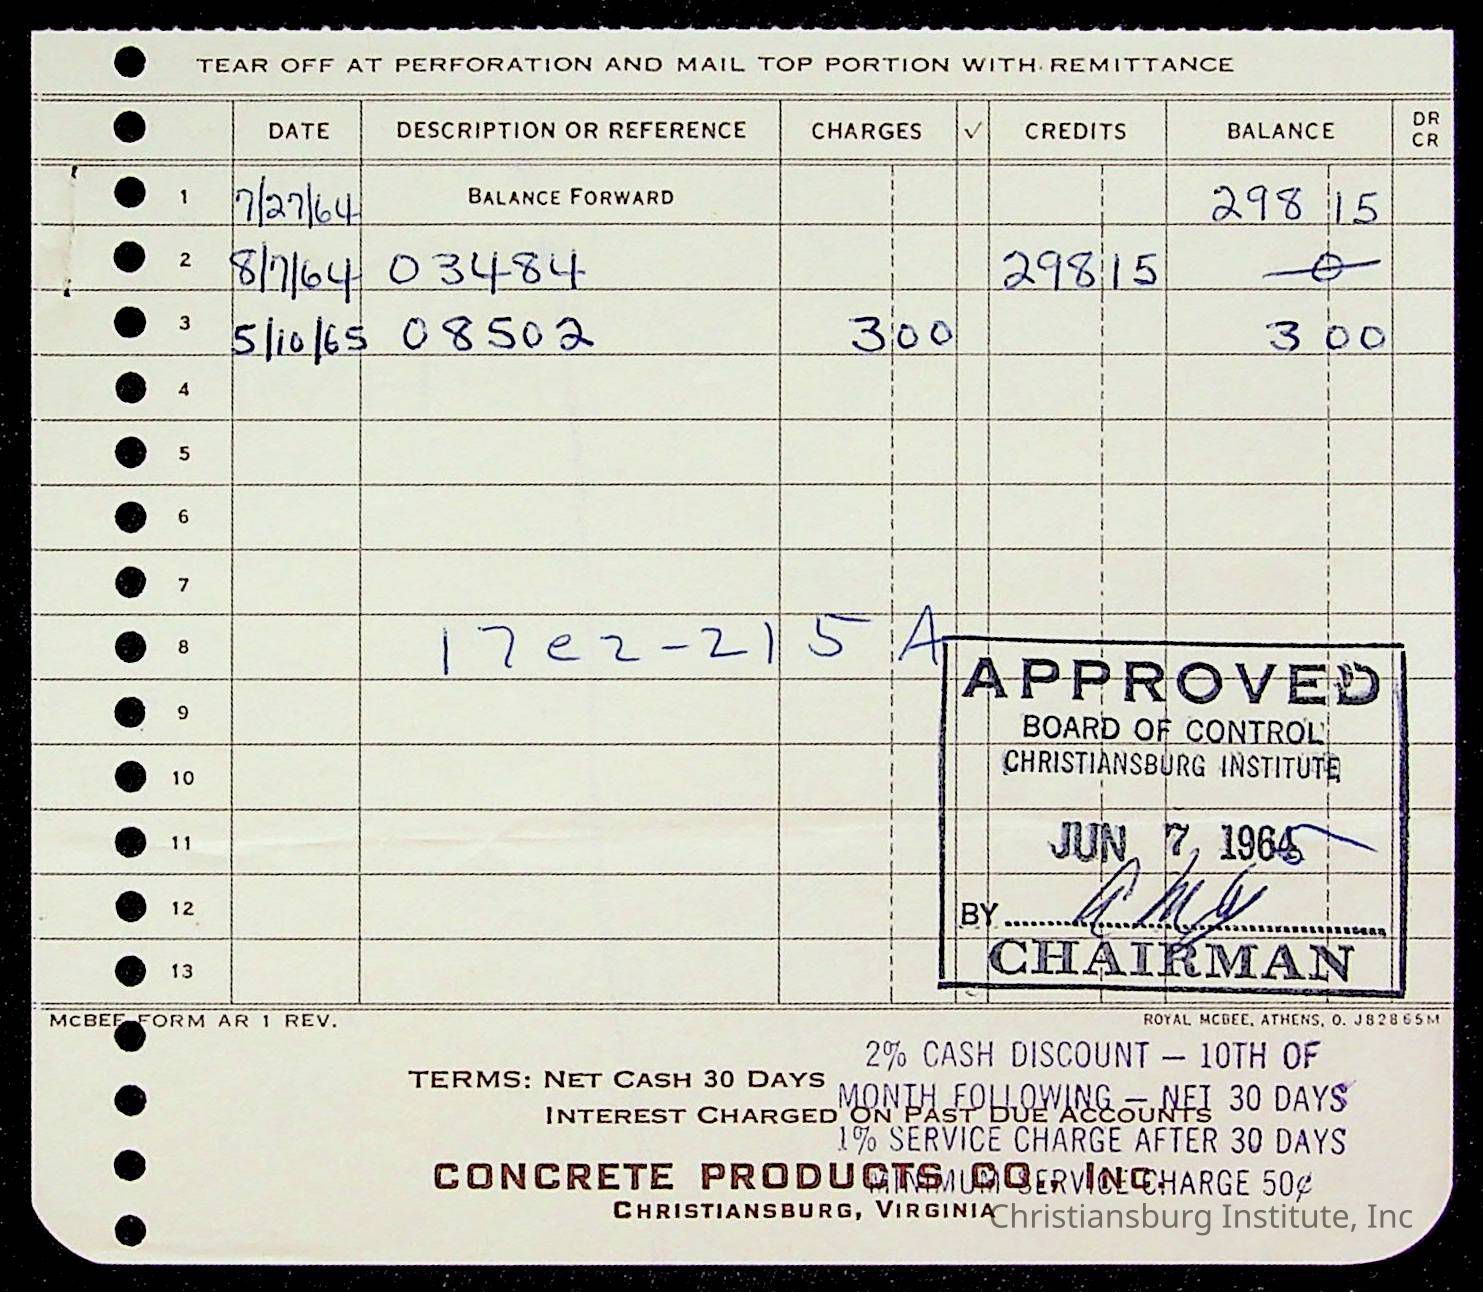 TEAR OFF AT PERFORATION AND MAIL TOP PORTION WITH REMITTANCE
DATE DESCRIPTION OR REFERENCE CHARGES ✓ CREDITS BALANCE DR CR
1 7/27/64 BALANCE FORWARD 298 15
2 8/7/64 03484 298 15 0
3 5/10/65 08502 3 00 3 00
4
5
6
7
8 17e2-215 A
9
10
11
12
13
APPROVED
BOARD OF CONTROL
CHRISTIANSBURG INSTITUTE
JUN 7 1965
BY
CHAIRMAN
MCBEE FORM AR 1 REV. ROYAL MCBEE, ATHENS, O. J82865M
2% CASH DISCOUNT — 10TH OF
MONTH FOLLOWING — NET 30 DAYS
1% SERVICE CHARGE AFTER 30 DAYS
MINIMUM SERVICE CHARGE 50¢
TERMS: NET CASH 30 DAYS
INTEREST CHARGED ON PAST DUE ACCOUNTS
CONCRETE PRODUCTS CO., INC.
CHRISTIANSBURG, VIRGINIA
Christiansburg Institute, Inc